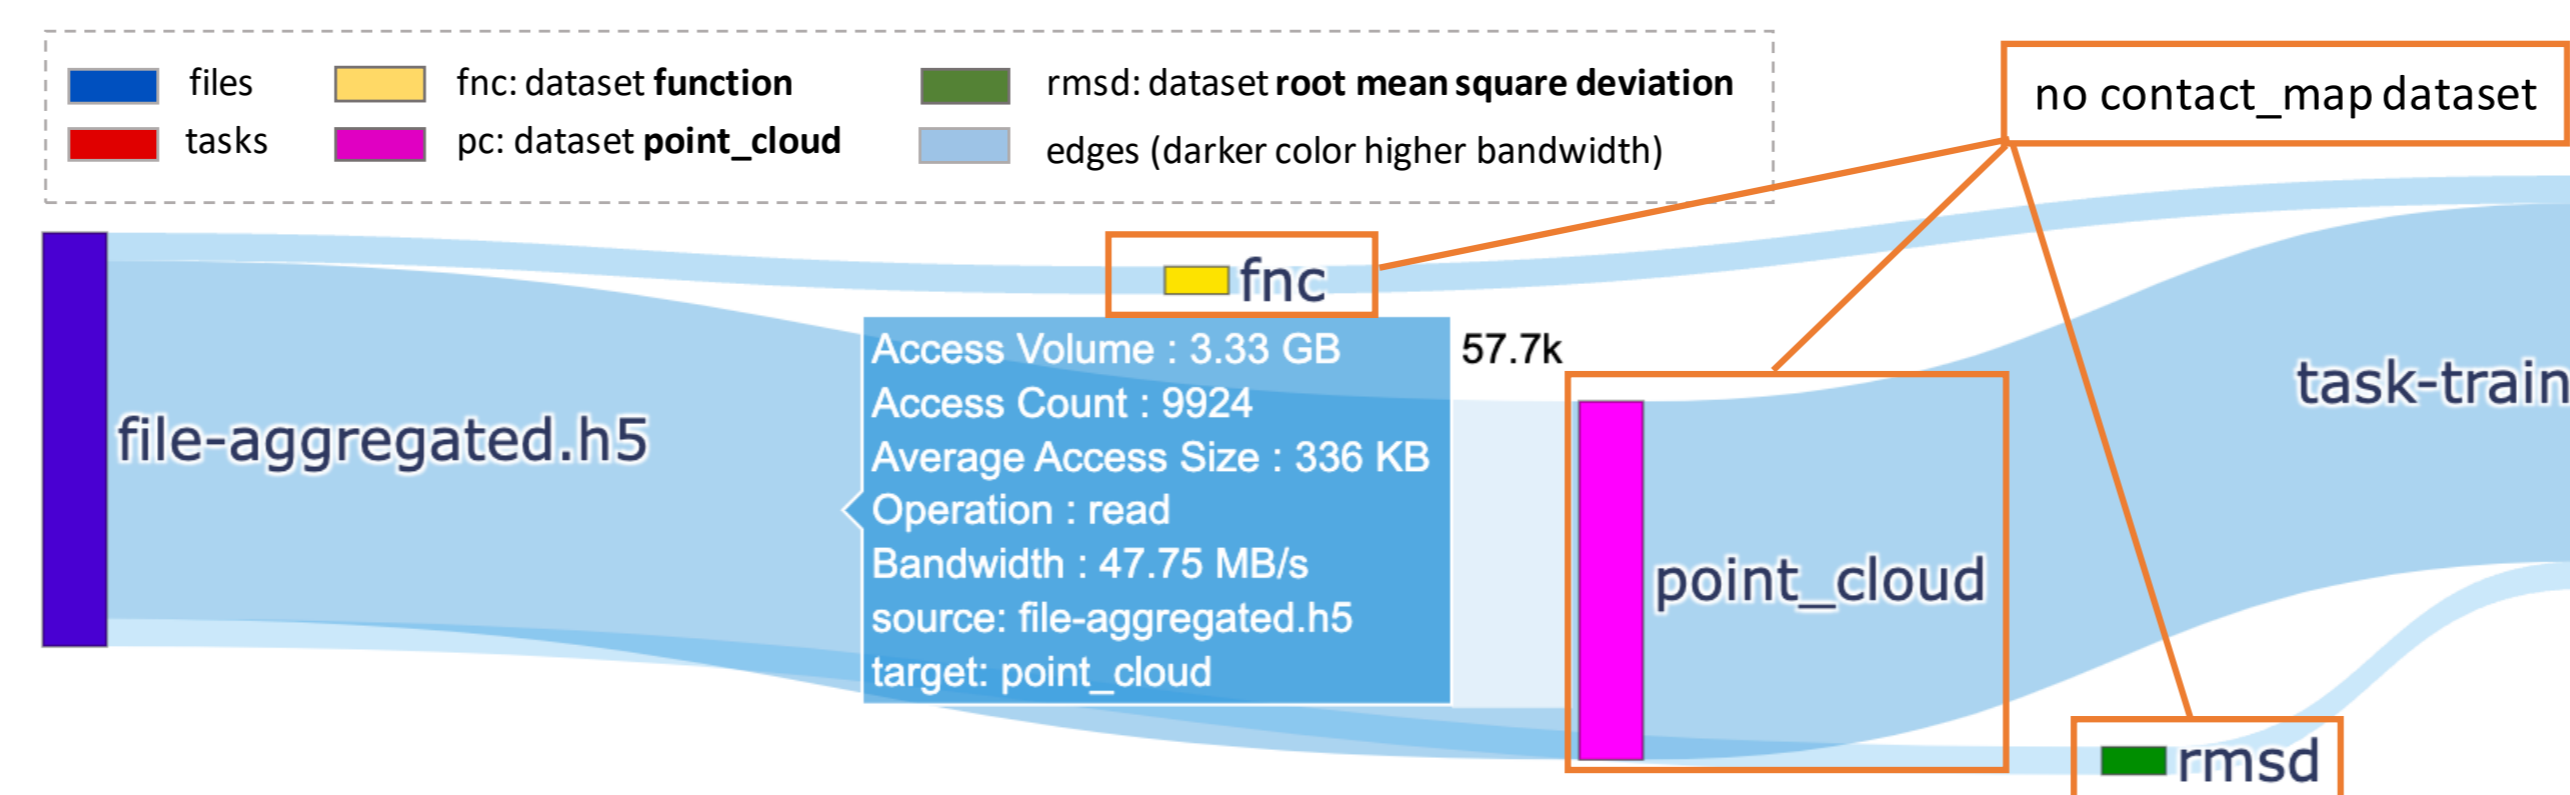 files
tasks
fnc: dataset function
pc: dataset point_cloud
rmsd: dataset root mean square deviation
edges (darker color higher bandwidth)
no contact_map dataset
fnc
file-aggregated.h5
Access Volume : 3.33 GB
Access Count : 9924
Average Access Size : 336 KB
Operation : read
Bandwidth : 47.75 MB/s
source: file-aggregated.h5
target: point_cloud
57.7k
point_cloud
task-train
rmsd